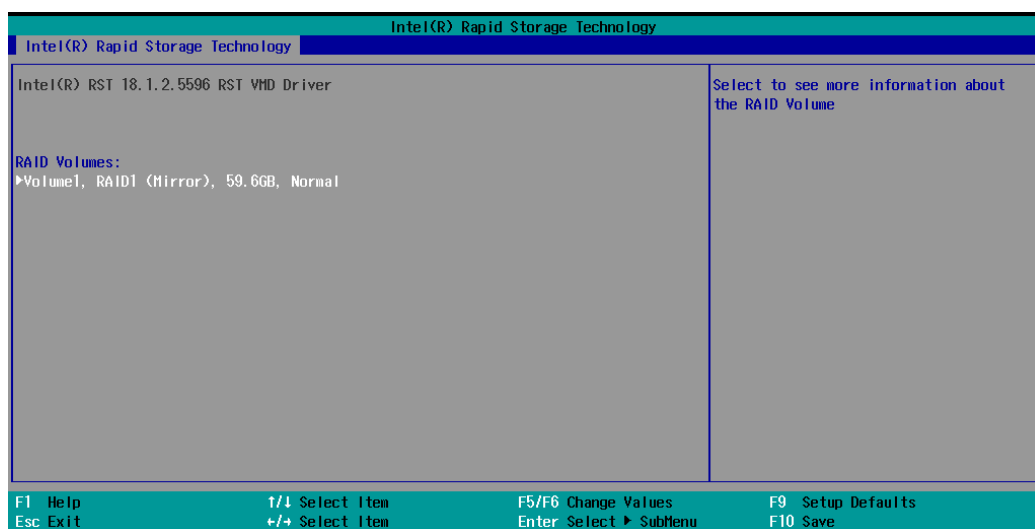 Intel(R) Rapid Storage Technology
Intel(R) Rapid Storage Technology
Intel(R) RST 18.1.2.5596 RST VMD Driver
RAID Volumes:
▶Volume1, RAID1 (Mirror), 59.6GB, Normal
Select to see more information about
the RAID Volume
F1 Help ↑/↓ Select Item F5/F6 Change Values F9 Setup Defaults
Esc Exit ←/→ Select Item Enter Select ▶ SubMenu F10 Save